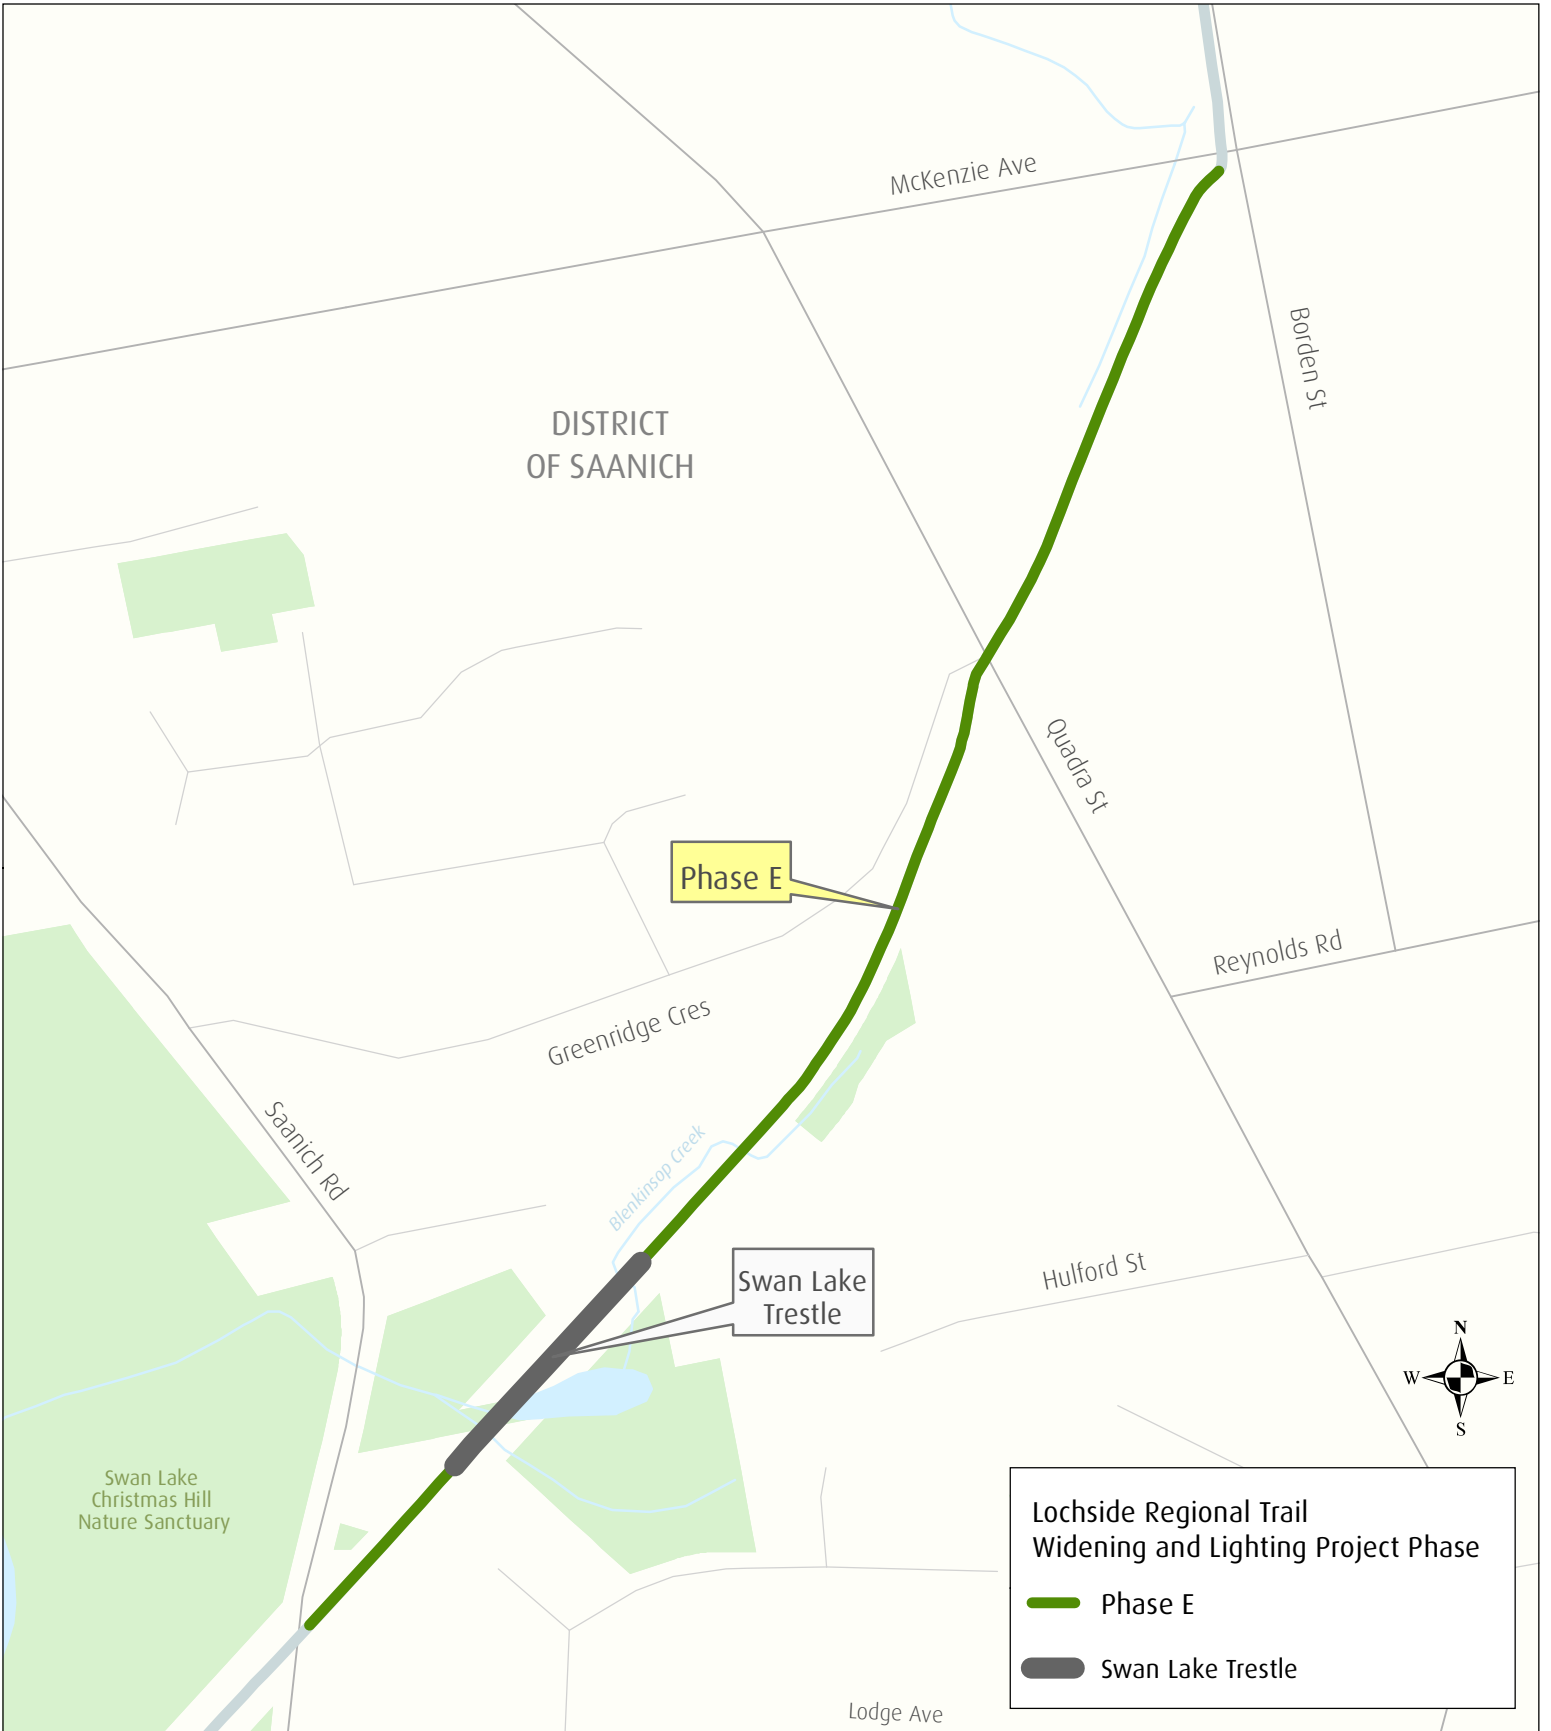 McKenzie Ave
Borden St
DISTRICT
OF SAANICH
Quadra St
Phase E
Reynolds Rd
Greenridge Cres
Saanich Rd
Blenkinsop Creek
Swan Lake
Trestle
Hulford St
N
W
E
S
Swan Lake
Christmas Hill
Nature Sanctuary
Lochside Regional Trail
Widening and Lighting Project Phase
Phase E
Swan Lake Trestle
Lodge Ave